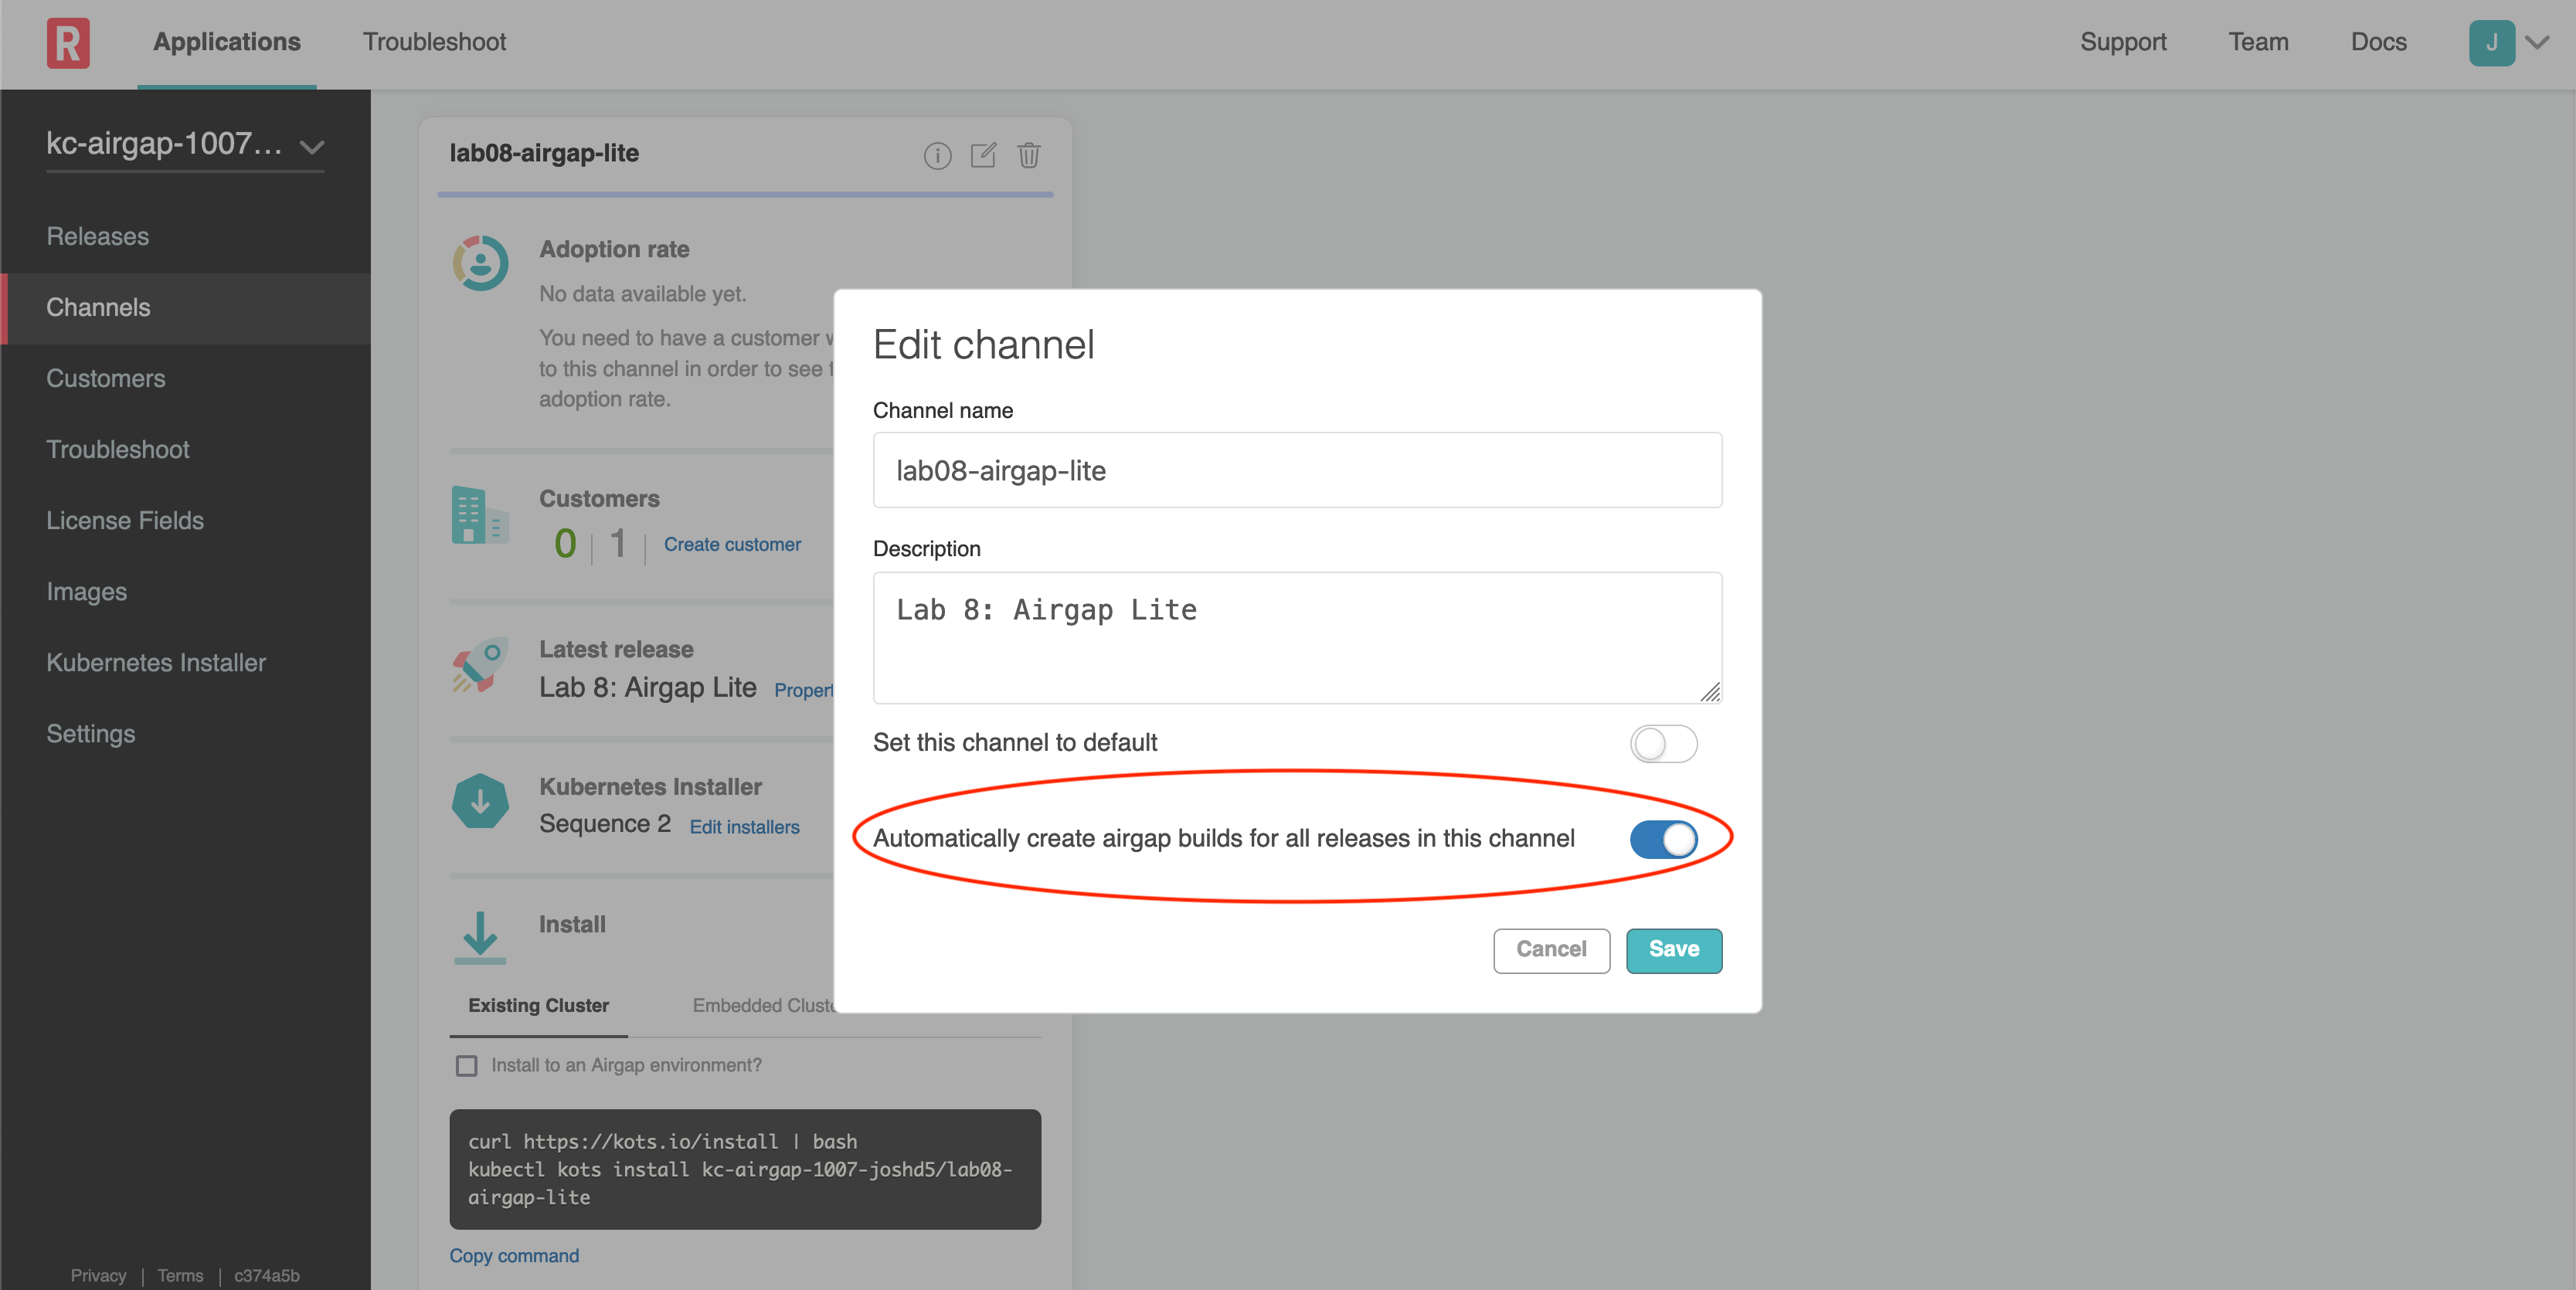 R
Applications
Troubleshoot
Support
Team
Docs
J
kc-airgap-1007...
Releases
Channels
Customers
Troubleshoot
License Fields
Images
Kubernetes Installer
Settings
Privacy | Terms | c374a5b
lab08-airgap-lite
Adoption rate
No data available yet.
You need to have a customer
to this channel in order to see
adoption rate.
Customers
0 | 1 | Create customer
Latest release
Lab 8: Airgap Lite Propert
Kubernetes Installer
Sequence 2 Edit installers
Install
Existing Cluster
Embedded Cluste
Install to an Airgap environment?
curl https://kots.io/install | bash
kubectl kots install kc-airgap-1007-joshd5/lab08-
airgap-lite
Copy command
Edit channel
Channel name
lab08-airgap-lite
Description
Lab 8: Airgap Lite
Set this channel to default
Automatically create airgap builds for all releases in this channel
Cancel
Save